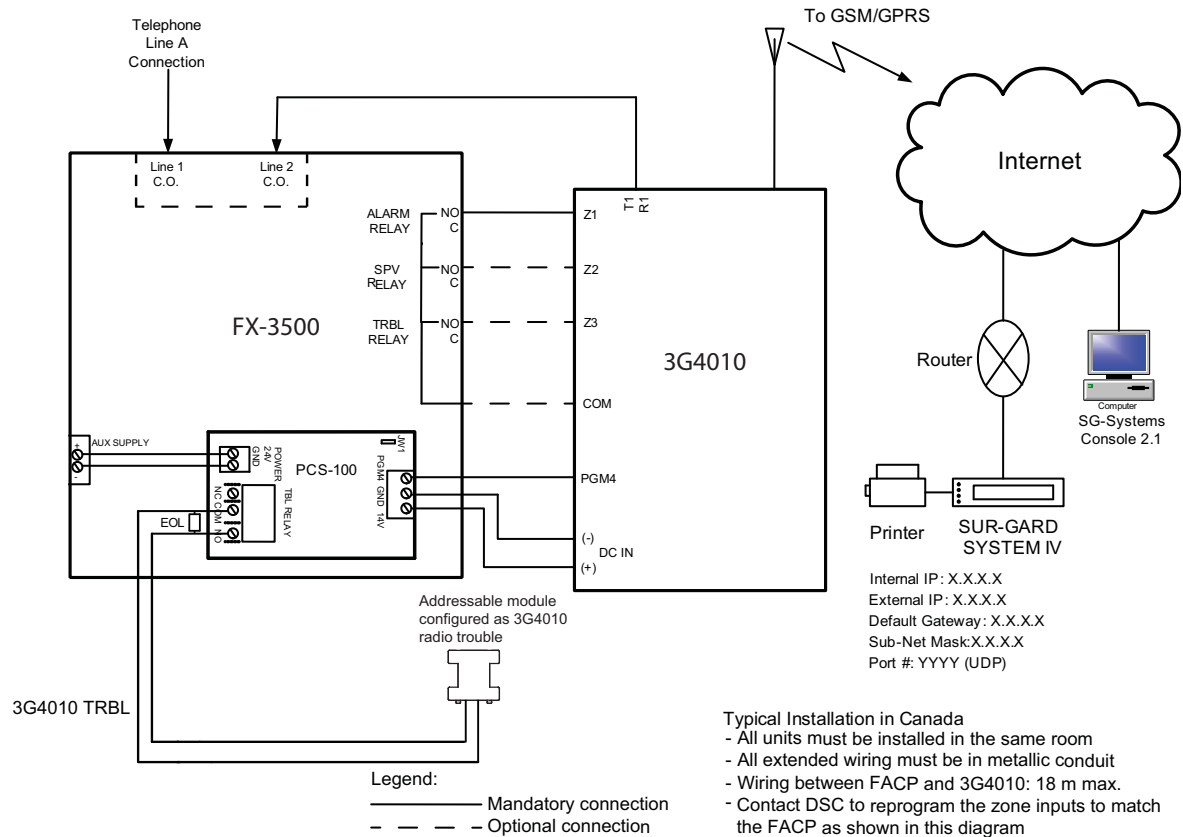 Telephone
Line A
Connection
To GSM/GPRS
Line 1
C.O.
Line 2
C.O.
T1
R1
Internet
ALARM
RELAY
NO
C
Z1
SPV
RELAY
NO
C
Z2
TRBL
RELAY
NO
C
Z3
FX-3500
3G4010
COM
Router
Computer
SG-Systems
Console 2.1
+
AUX SUPPLY
-
POWER
24V
GND
PCS-100
JW1
PGM4 GND 14V
PGM4
TBL RELAY
NC COM NO
EOL
(-)
DC IN
(+)
Printer
SUR-GARD
SYSTEM IV
Internal IP: X.X.X.X
External IP: X.X.X.X
Default Gateway: X.X.X.X
Sub-Net Mask:X.X.X.X
Port #: YYYY (UDP)
Addressable module
configured as 3G4010
radio trouble
3G4010 TRBL
Legend:
Mandatory connection
Optional connection
Typical Installation in Canada
- All units must be installed in the same room
- All extended wiring must be in metallic conduit
- Wiring between FACP and 3G4010: 18 m max.
- Contact DSC to reprogram the zone inputs to match
the FACP as shown in this diagram